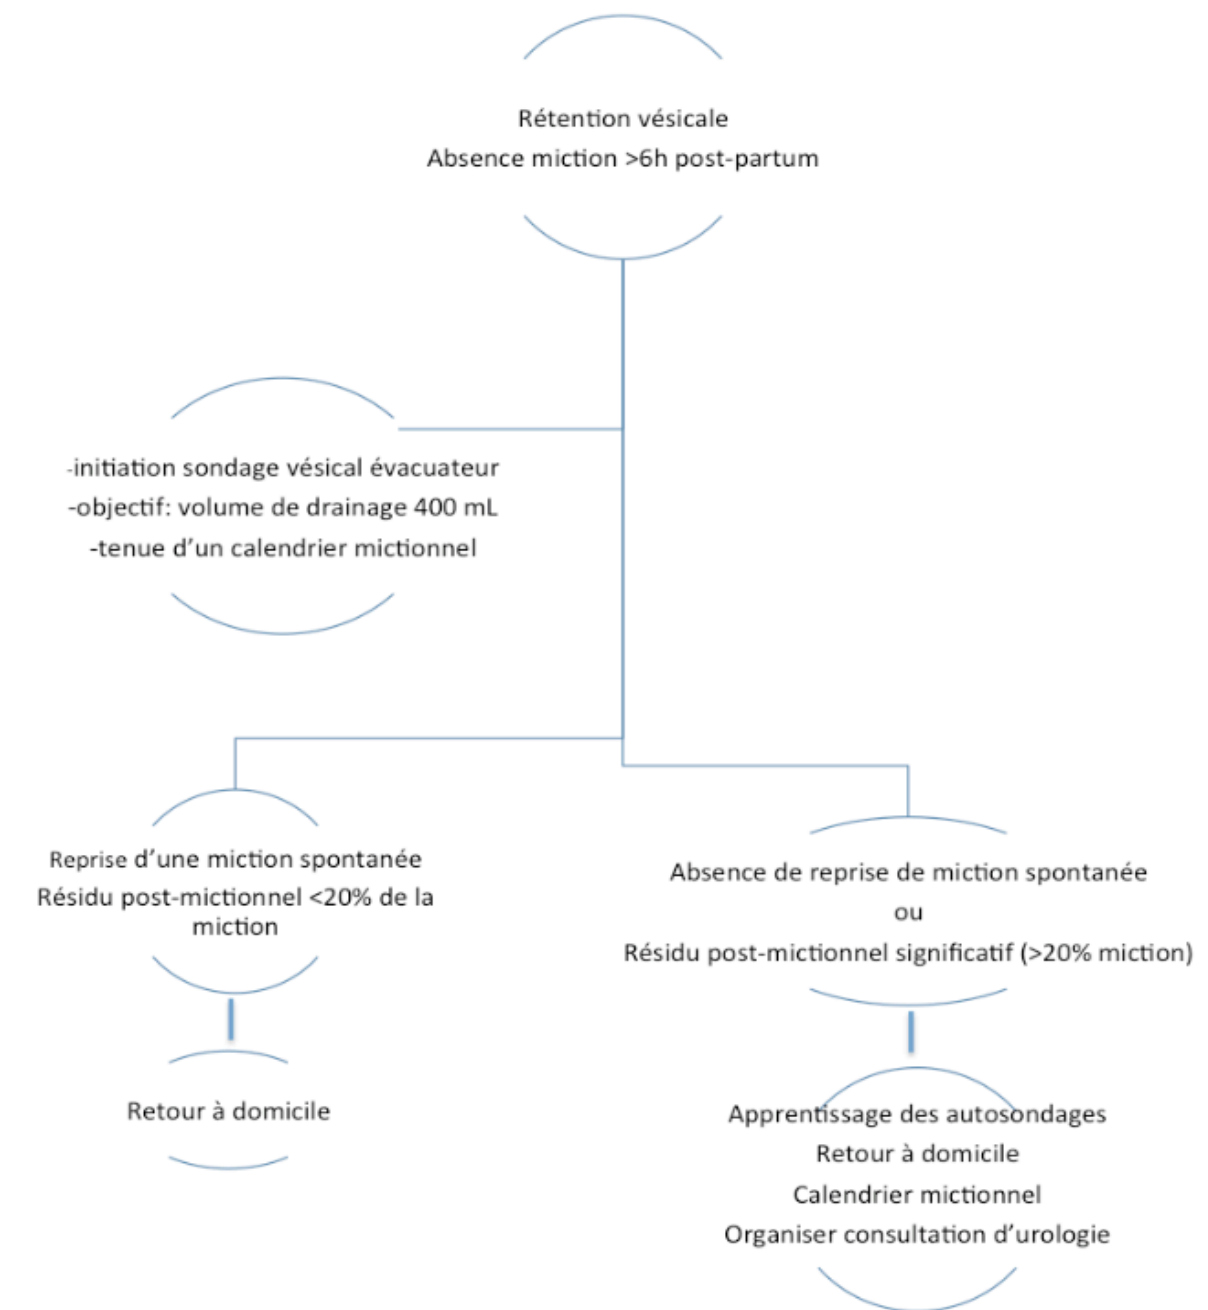 Rétention vésicale
Absence miction >6h post-partum
-initiation sondage vésical évacuateur
-objectif: volume de drainage 400 mL
-tenue d’un calendrier mictionnel
Reprise d’une miction spontanée
Résidu post-mictionnel <20% de la
miction
Absence de reprise de miction spontanée
ou
Résidu post-mictionnel significatif (>20% miction)
Retour à domicile
Apprentissage des autosondages
Retour à domicile
Calendrier mictionnel
Organiser consultation d’urologie